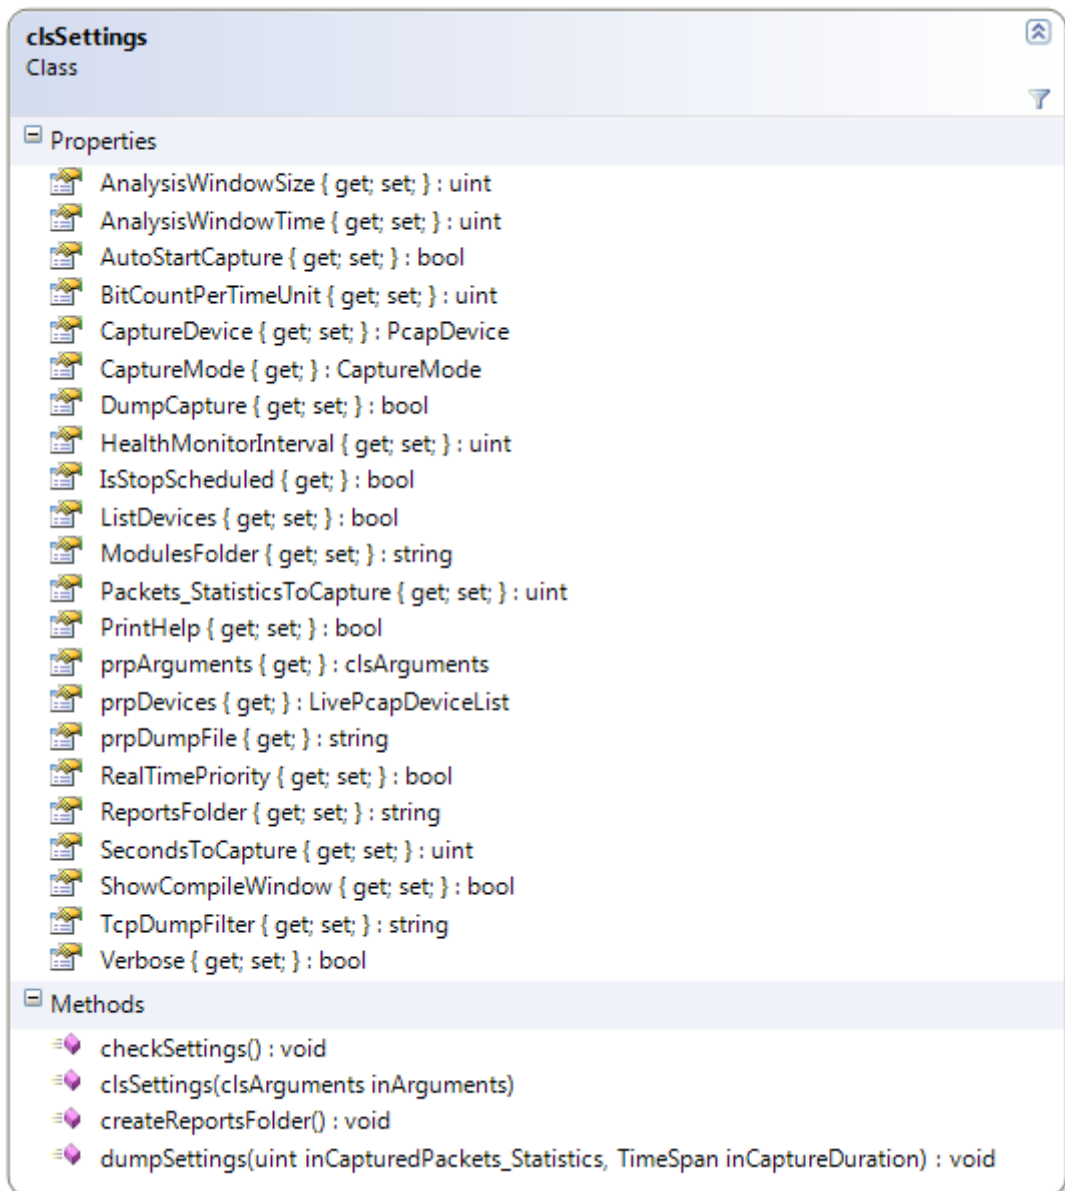 clsSettings
Class
Properties
AnalysisWindowSize { get; set; } : uint
AnalysisWindowTime { get; set; } : uint
AutoStartCapture { get; set; } : bool
BitCountPerTimeUnit { get; set; } : uint
CaptureDevice { get; set; } : PcapDevice
CaptureMode { get; } : CaptureMode
DumpCapture { get; set; } : bool
HealthMonitorInterval { get; set; } : uint
IsStopScheduled { get; } : bool
ListDevices { get; set; } : bool
ModulesFolder { get; set; } : string
Packets_StatisticsToCapture { get; set; } : uint
PrintHelp { get; set; } : bool
prpArguments { get; } : clsArguments
prpDevices { get; } : LivePcapDeviceList
prpDumpFile { get; } : string
RealTimePriority { get; set; } : bool
ReportsFolder { get; set; } : string
SecondsToCapture { get; set; } : uint
ShowCompileWindow { get; set; } : bool
TcpDumpFilter { get; set; } : string
Verbose { get; set; } : bool
Methods
checkSettings() : void
clsSettings(clsArguments inArguments)
createReportsFolder() : void
dumpSettings(uint inCapturedPackets_Statistics, TimeSpan inCaptureDuration) : void